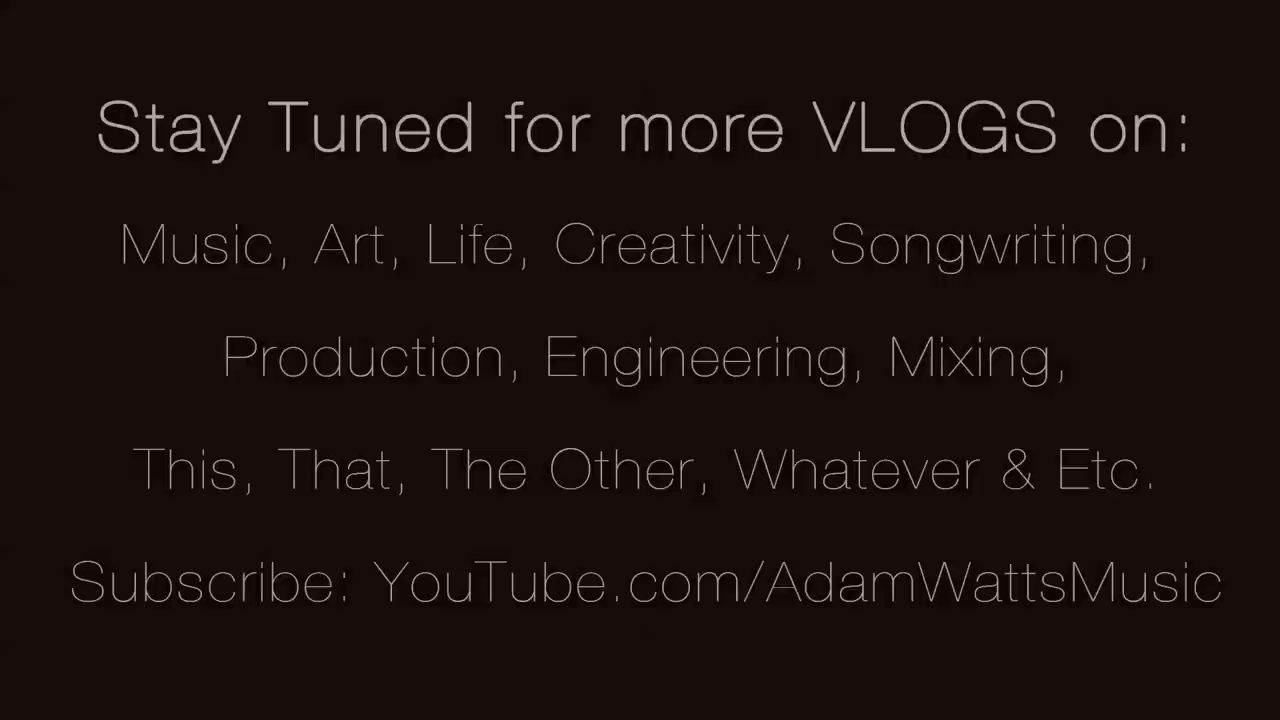 Stay Tuned for more VLOGS on:
Music, Art, Life, Creativity, Songwriting,
Production, Engineering, Mixing,
This, That, The Other, Whatever & Etc.
Subscribe: YouTube.com/AdamWattsMusic